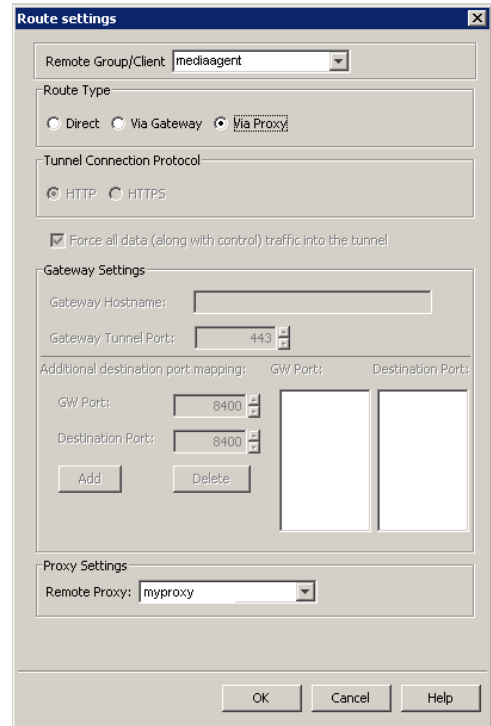 Route settings
Remote Group/Client mediaagent
Route Type
Direct Via Gateway Via Proxy
Tunnel Connection Protocol
HTTP HTTPS
Force all data (along with control) traffic into the tunnel
Gateway Settings
Gateway Hostname:
Gateway Tunnel Port: 443
Additional destination port mapping: GW Port: Destination Port:
GW Port: 8400
Destination Port: 8400
Add Delete
Proxy Settings
Remote Proxy: myproxy
OK Cancel Help